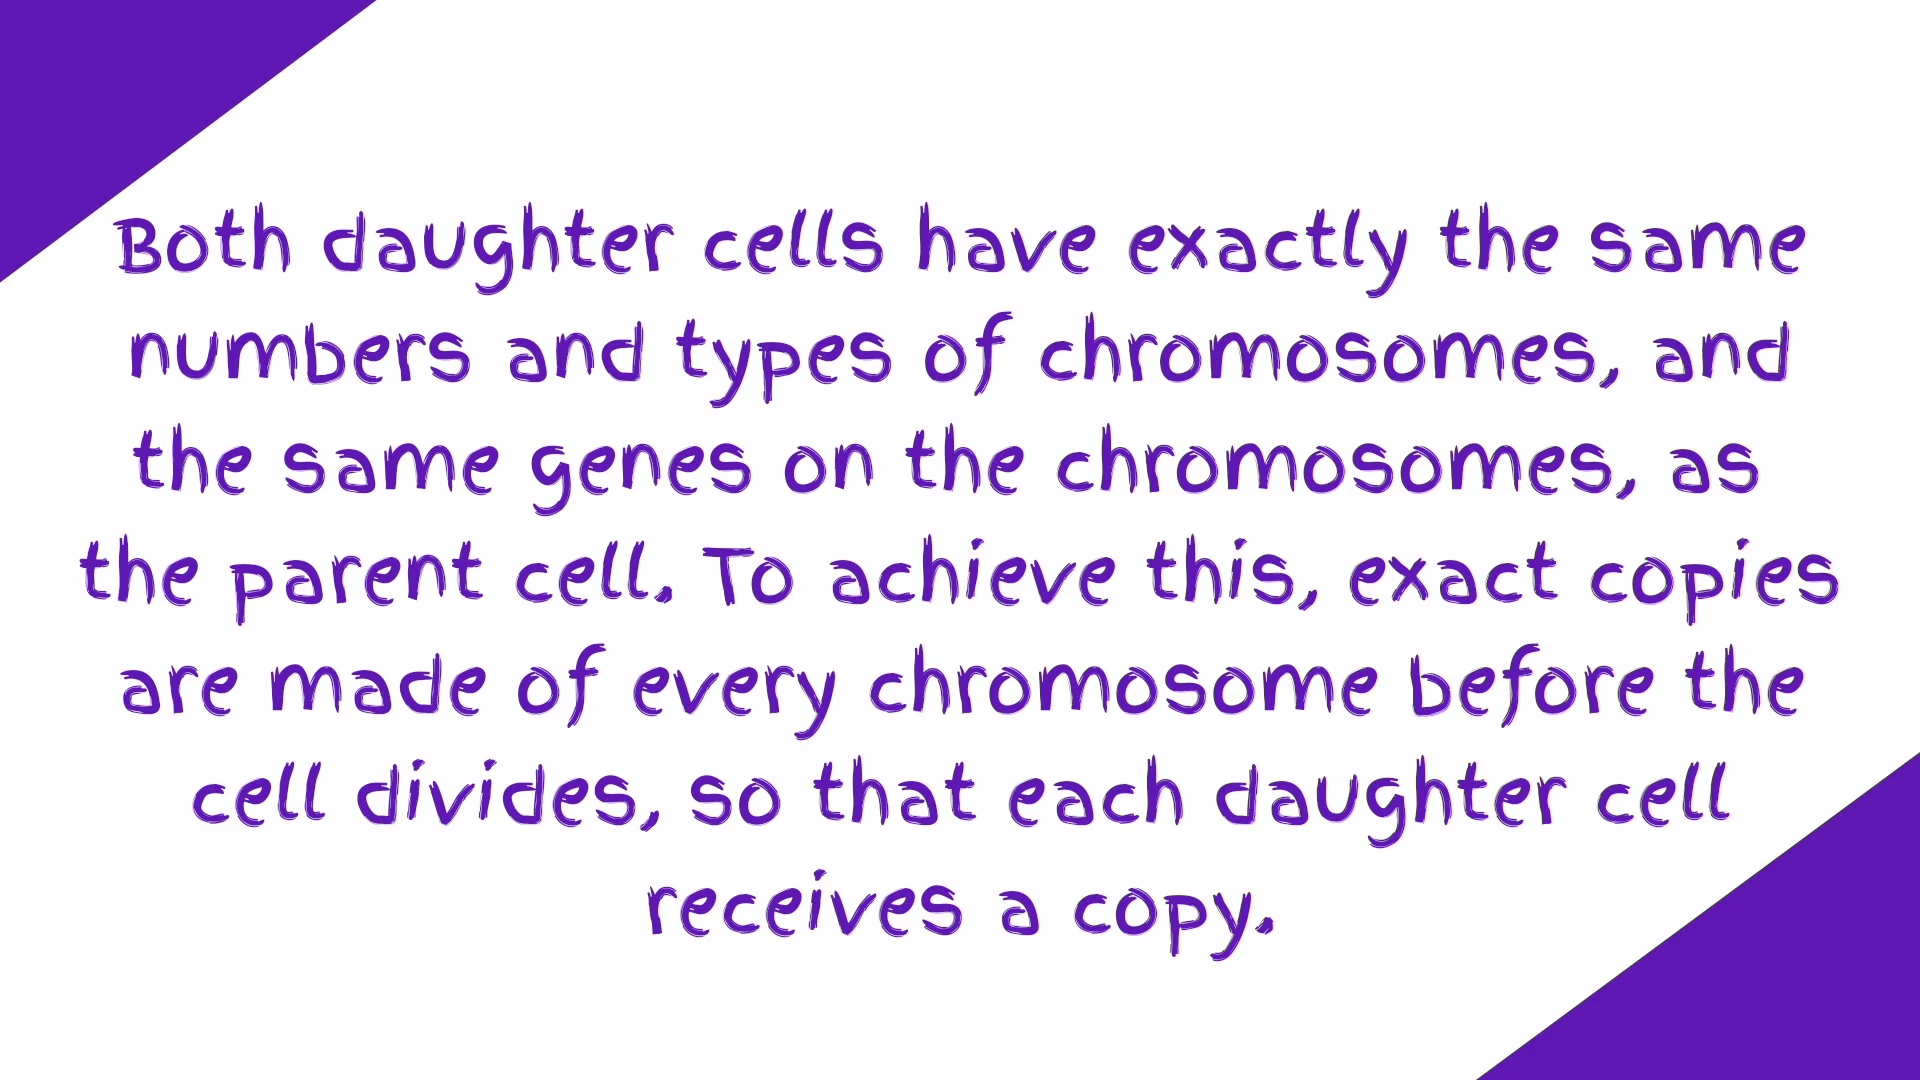 Both daughter cells have exactly the same
numbers and types of chromosomes, and
the same genes on the chromosomes, as
the parent cell. To achieve this, exact copies
are made of every chromosome before the
cell divides, so that each daughter cell
receives a copy.